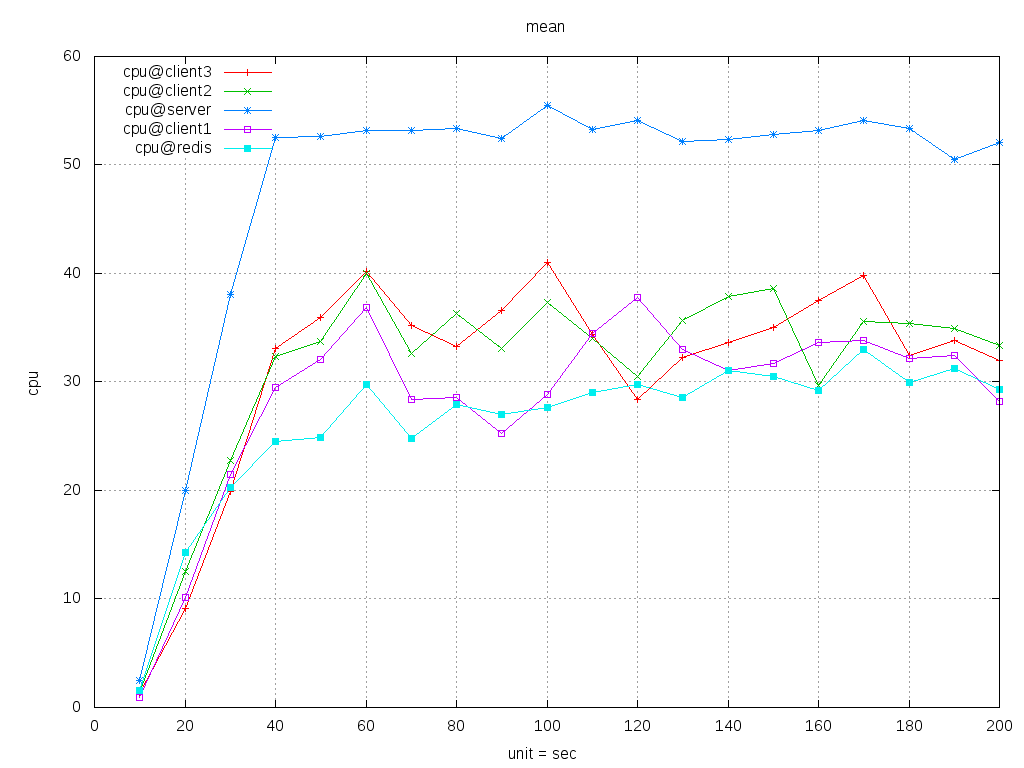 mean
60
50
40
30
20
10
0
cpu
cpu@client3
cpu@client2
cpu@server
cpu@client1
cpu@redis
0 20 40 60 80 100 120 140 160 180 200
unit = sec